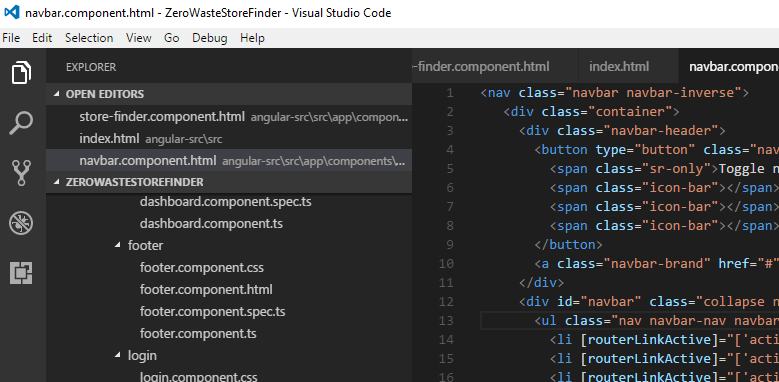 navbar.component.html - ZeroWasteStoreFinder - Visual Studio Code
File Edit Selection View Go Debug Tasks Help
EXPLORER
OPEN EDITORS
store-finder.component.html angular-src\src\app\compon...
index.html angular-src\src
navbar.component.html angular-src\src\app\components\...
ZEROWASTESTOREFINDER
dashboard.component.spec.ts
dashboard.component.ts
footer
footer.component.css
footer.component.html
footer.component.spec.ts
footer.component.ts
login
login.component.css
-finder.component.html index.html navbar.compon
1 <nav class="navbar navbar-inverse">
2 <div class="container">
3 <div class="navbar-header">
4 <button type="button" class="nav
5 <span class="sr-only">Toggle n
6 <span class="icon-bar"></span>
7 <span class="icon-bar"></span>
8 <span class="icon-bar"></span>
9 </button>
10 <a class="navbar-brand" href="#"
11 </div>
12 <div id="navbar" class="collapse n
13 <ul class="nav navbar-nav navbar
14 <li [routerLinkActive]="['acti
15 <li [routerLinkActive]="['acti
16 <li [routerLinkActive]="['acti